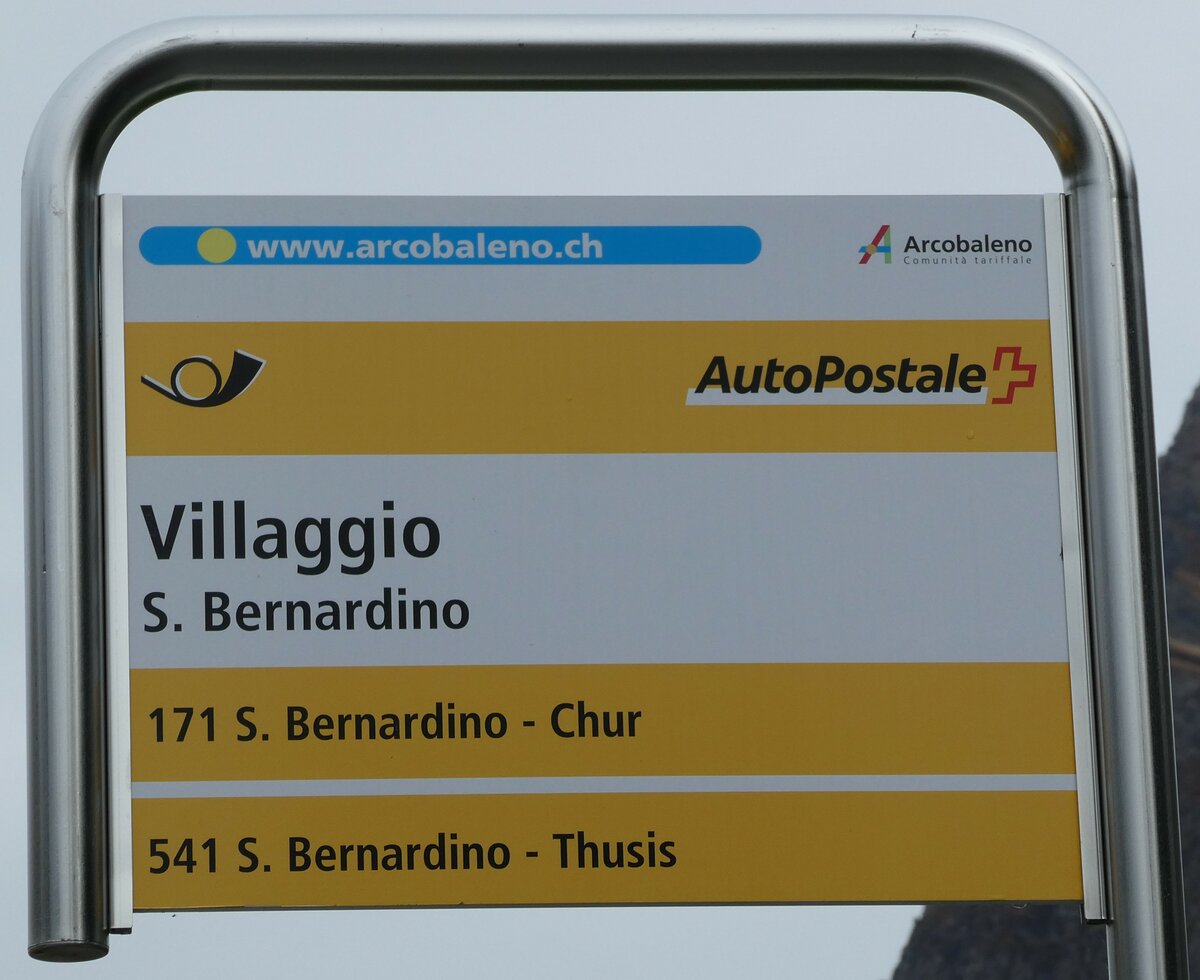 www.arcobaleno.ch
Arcobaleno
Comunità tariffale
AutoPostale
Villaggio
S. Bernardino
171 S. Bernardino - Chur
541 S. Bernardino - Thusis